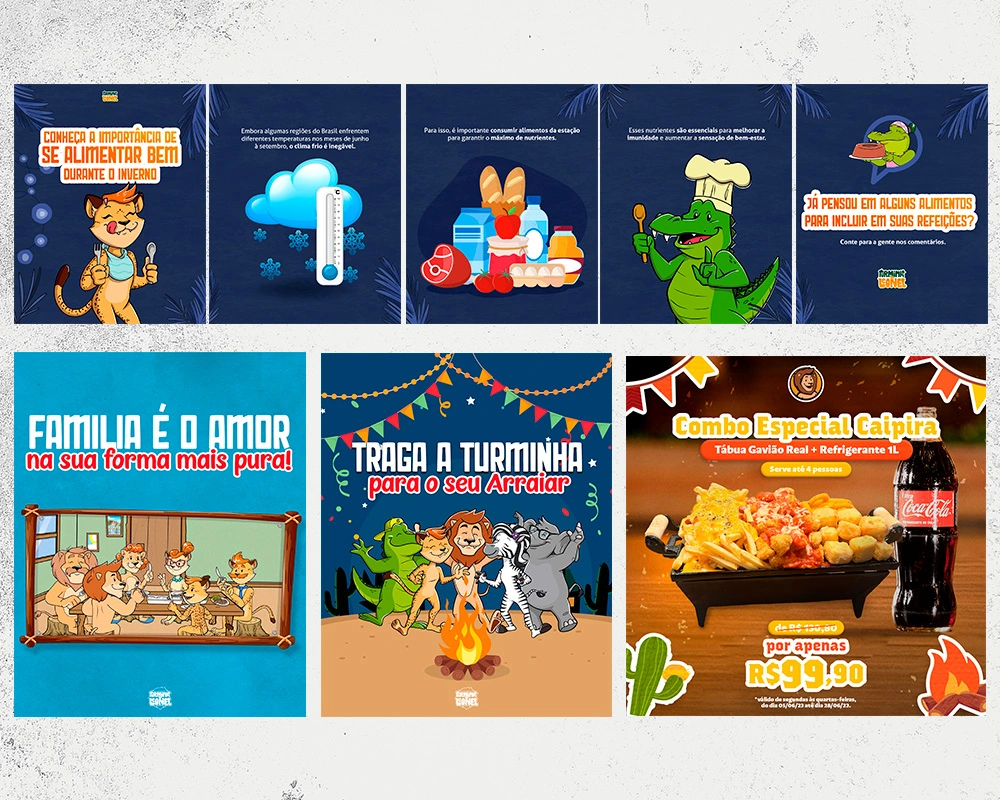 TURMINHA
LEONEL
CONHEÇA A IMPORTÂNCIA DE
SE ALIMENTAR BEM
DURANTE O INVERNO
Embora algumas regiões do Brasil enfrentem
diferentes temperaturas nos meses de junho
à setembro, o clima frio é inegável.
°C
Para isso, é importante consumir alimentos da estação
para garantir o máximo de nutrientes.
Esses nutrientes são essenciais para melhorar a
imunidade e aumentar a sensação de bem-estar.
JÁ PENSOU EM ALGUNS ALIMENTOS
PARA INCLUIR EM SUAS REFEIÇÕES?
Conte para a gente nos comentários.
TURMINHA
LEONEL
FAMILIA É O AMOR
na sua forma mais pura!
TURMINHA
LEONEL
TRAGA A TURMINHA
para o seu Arraiar
TURMINHA
LEONEL
Combo Especial Caipira
Tábua Gavião Real + Refrigerante 1L
Serve até 4 pessoas
Coca-Cola
de R$ 130,80
por apenas
R$99,90
*válido de segundas às quartas-feiras,
do dia 05/06/23 até dia 28/06/23.